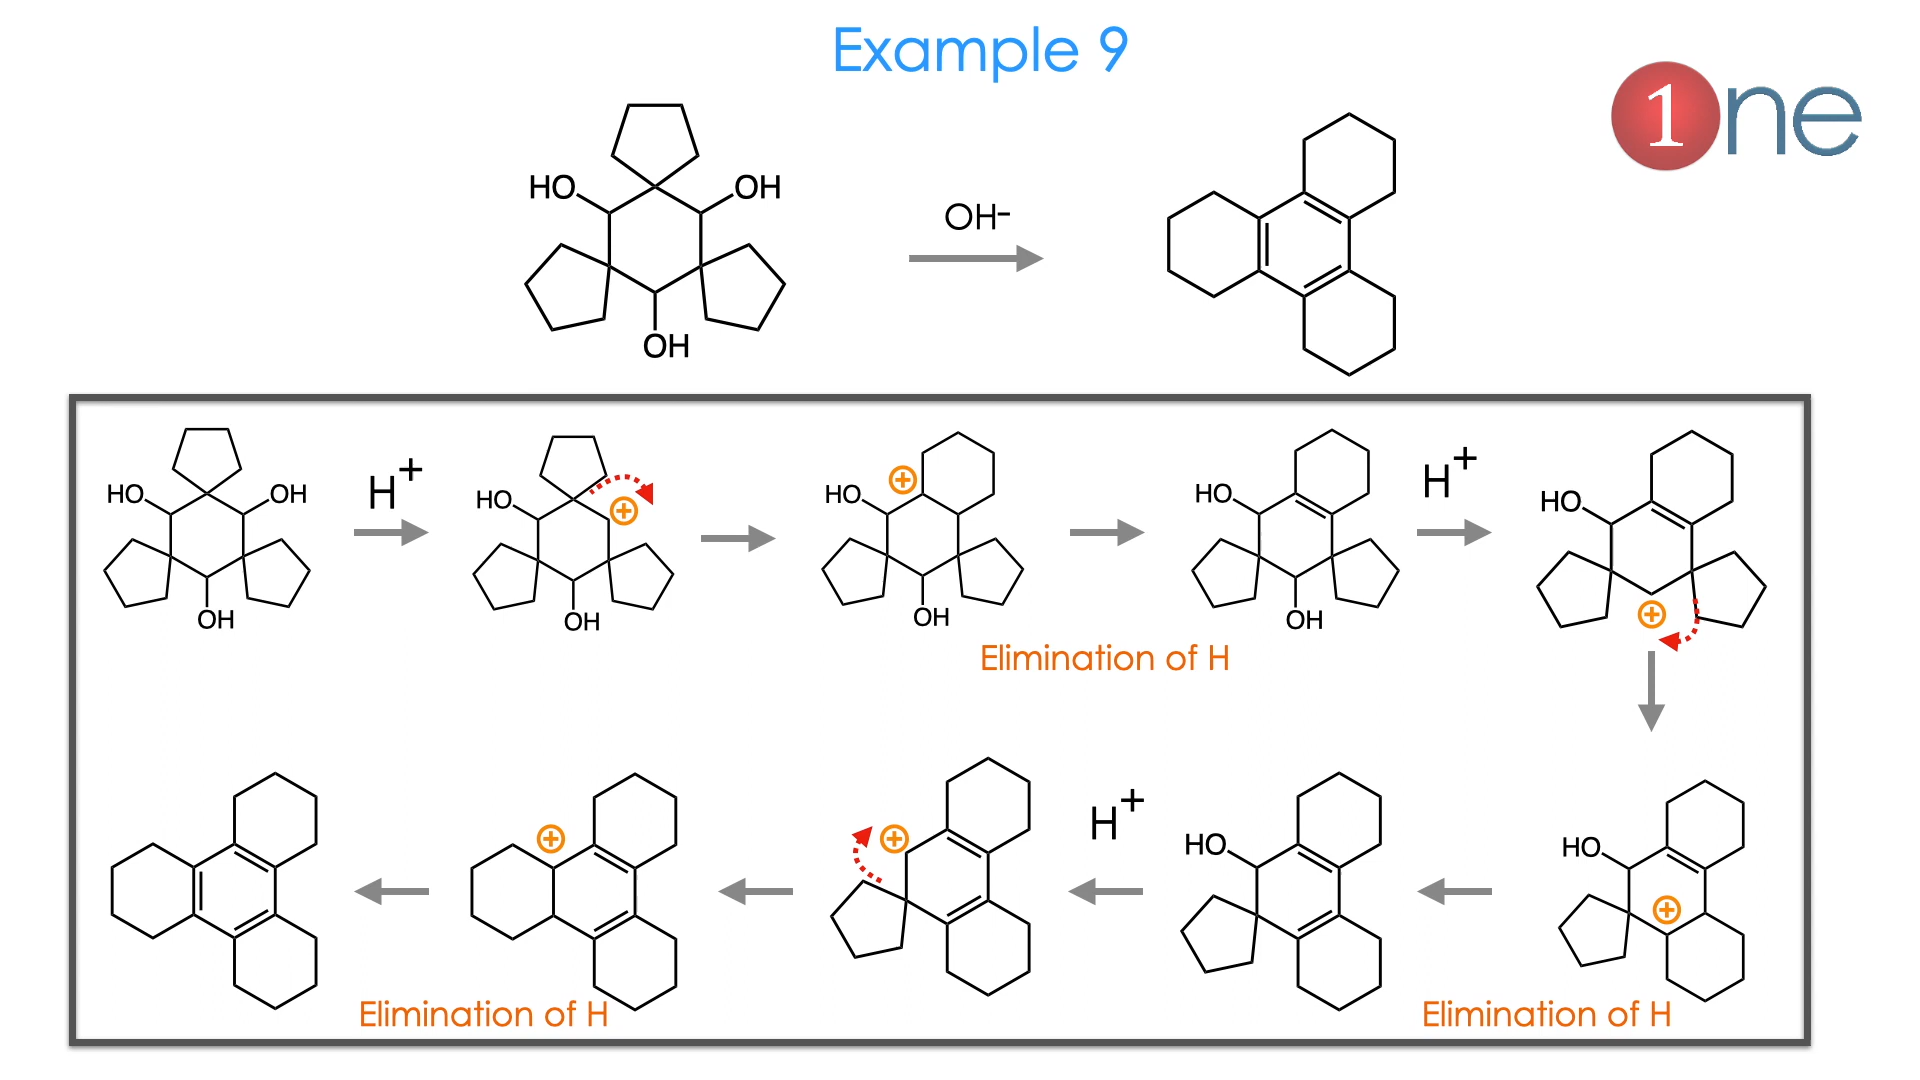 Example 9
1ne
HO
OH
OH
OH⁻
H⁺
H⁺
HO
OH
OH
HO
OH
HO
OH
HO
OH
HO
Elimination of H
H⁺
HO
HO
Elimination of H
Elimination of H